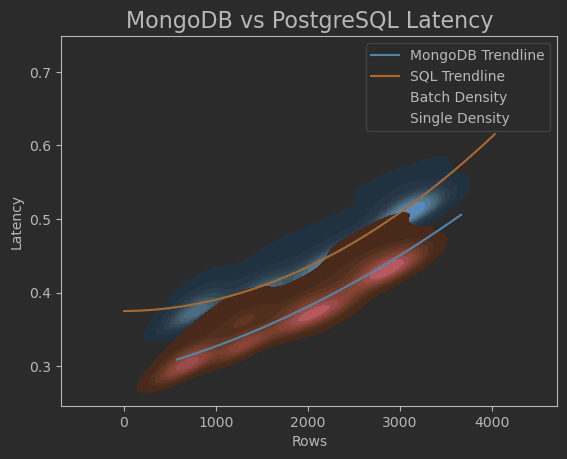 MongoDB vs PostgreSQL Latency
MongoDB Trendline
SQL Trendline
Batch Density
Single Density
Latency
0.7
0.6
0.5
0.4
0.3
0
1000
2000
3000
4000
Rows